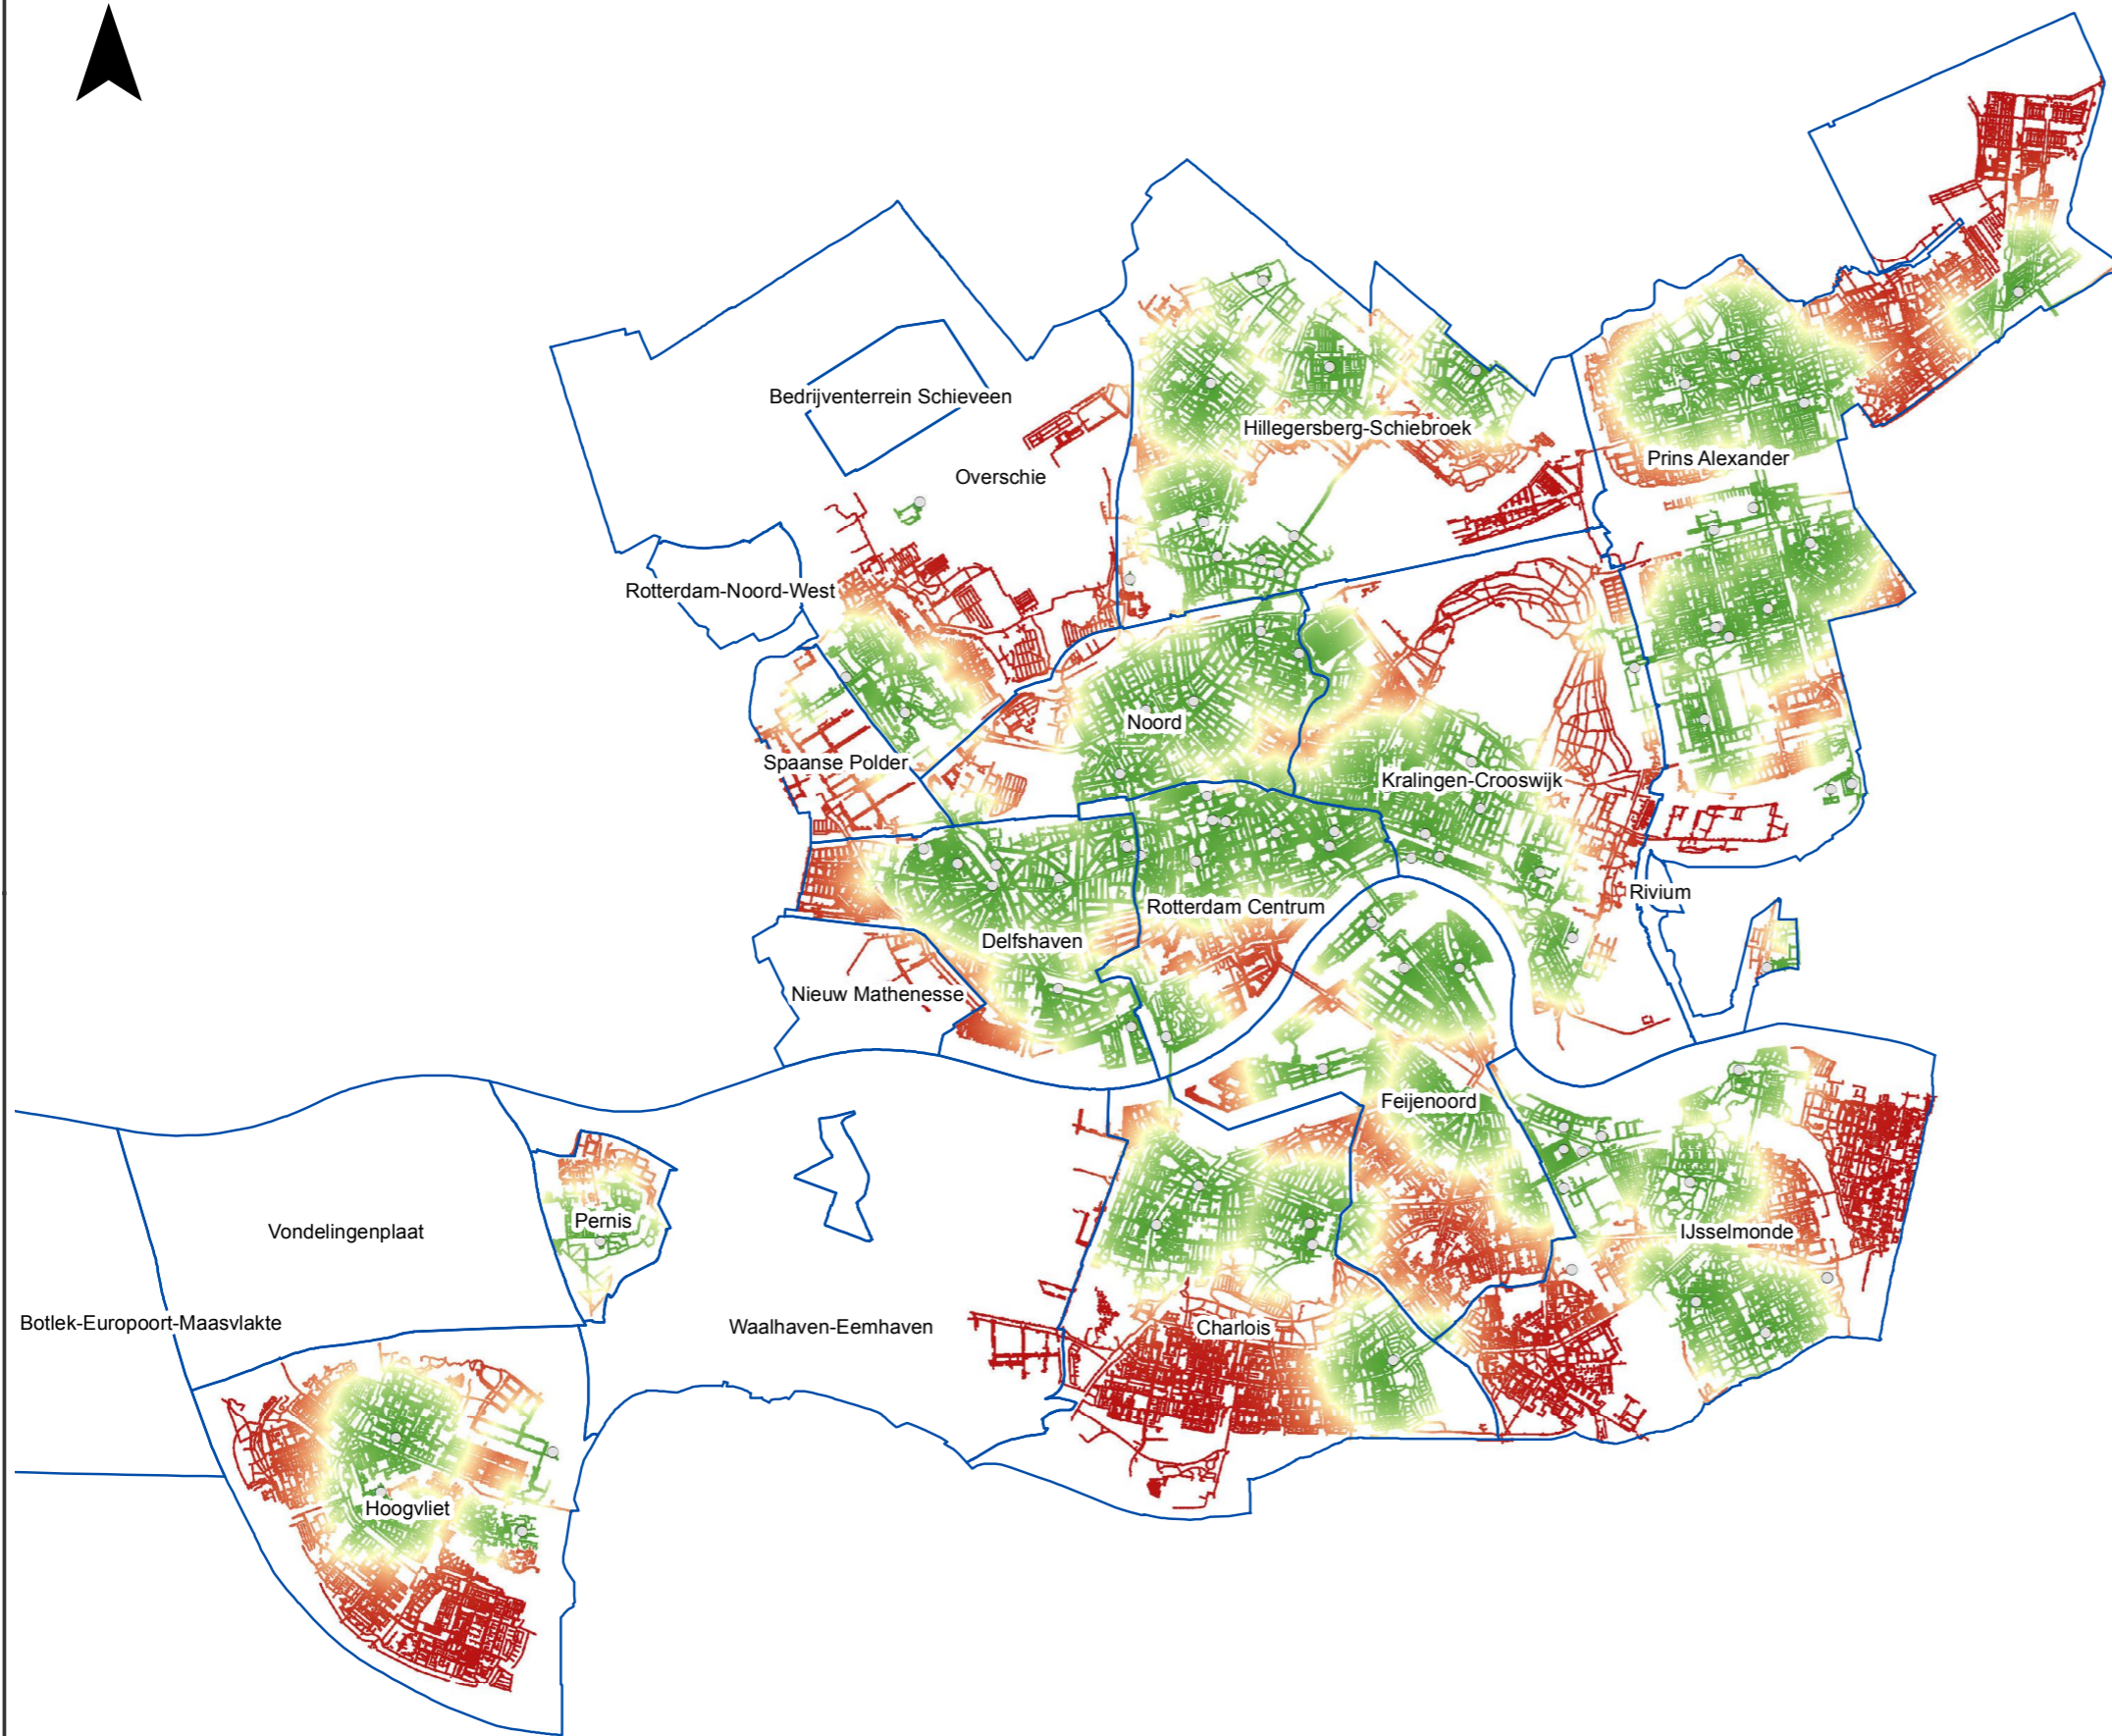 Bedrijventerrein Schieveen
Hillegersberg-Schiebroek
Prins Alexander
Overschie
Rotterdam-Noord-West
Noord
Spaanse Polder
Kralingen-Crooswijk
Rivium
Rotterdam Centrum
Delfshaven
Nieuw Mathenesse
Feijenoord
Pernis
Vondelingenplaat
IJsselmonde
Botlek-Europoort-Maasvlakte
Waalhaven-Eemhaven
Charlois
Hoogvliet